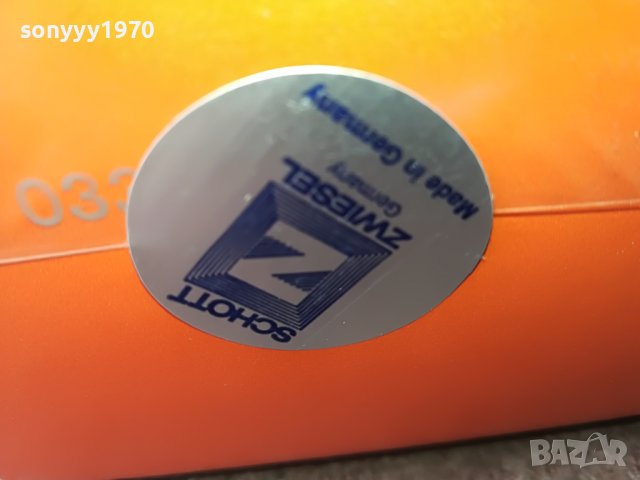 sonyyy1970
033
SCHOTT
ZWIESEL
Germany
Made in Germany
BAZAR